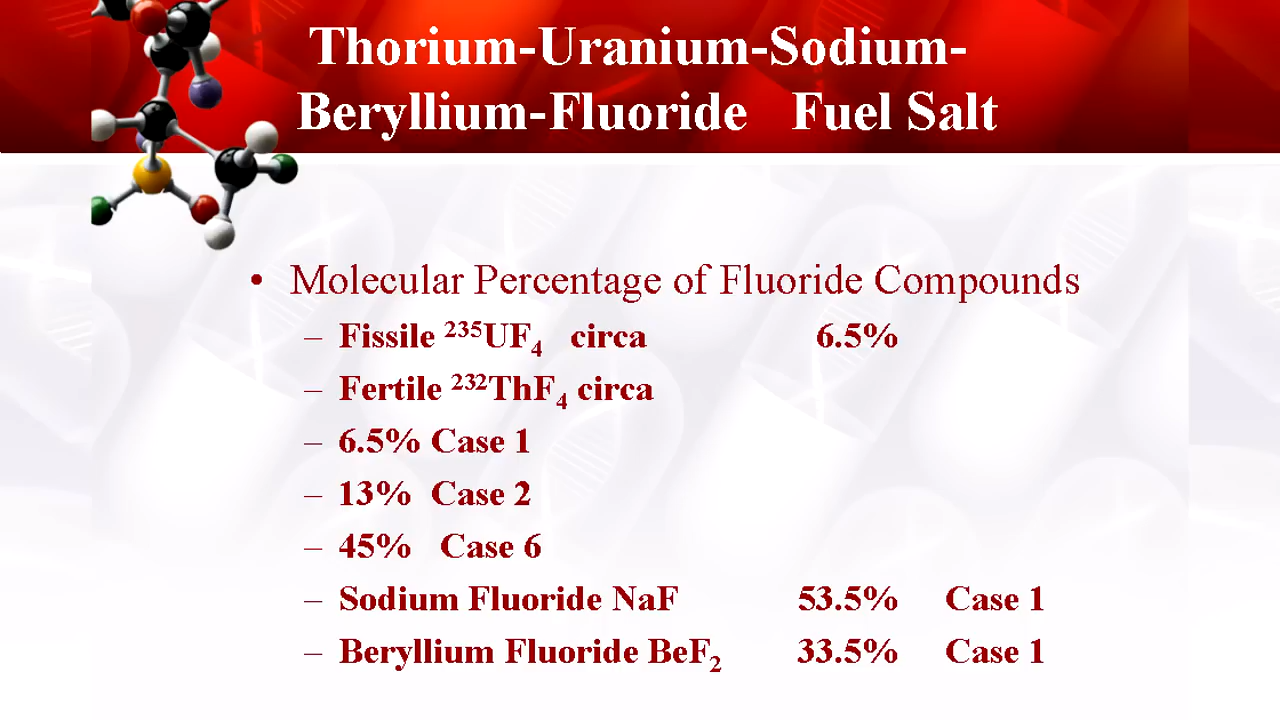 Thorium-Uranium-Sodium-
Beryllium-Fluoride Fuel Salt
• Molecular Percentage of Fluoride Compounds
– Fissile ²³⁵UF₄ circa 6.5%
– Fertile ²³²ThF₄ circa
– 6.5% Case 1
– 13% Case 2
– 45% Case 6
– Sodium Fluoride NaF 53.5% Case 1
– Beryllium Fluoride BeF₂ 33.5% Case 1